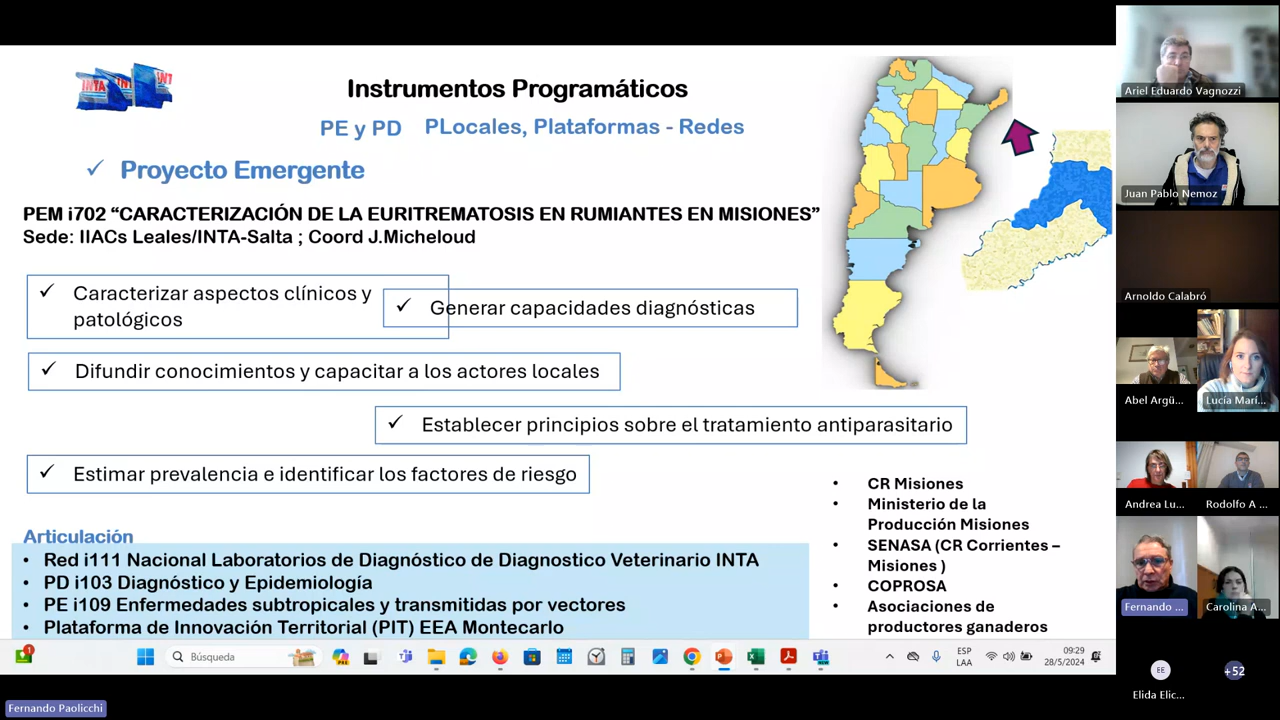 INTA
Instrumentos Programáticos
PE y PD PLocales, Plataformas - Redes
✓ Proyecto Emergente
PEM i702 “CARACTERIZACIÓN DE LA EURITREMATOSIS EN RUMIANTES EN MISIONES”
Sede: IIACs Leales/INTA-Salta ; Coord J.Micheloud
✓ Caracterizar aspectos clínicos y
patológicos
✓ Generar capacidades diagnósticas
✓ Difundir conocimientos y capacitar a los actores locales
✓ Establecer principios sobre el tratamiento antiparasitario
✓ Estimar prevalencia e identificar los factores de riesgo
Articulación
• Red i111 Nacional Laboratorios de Diagnóstico de Diagnostico Veterinario INTA
• PD i103 Diagnóstico y Epidemiología
• PE i109 Enfermedades subtropicales y transmitidas por vectores
• Plataforma de Innovación Territorial (PIT) EEA Montecarlo
• CR Misiones
• Ministerio de la
Producción Misiones
• SENASA (CR Corrientes –
Misiones )
• COPROSA
• Asociaciones de
productores ganaderos
Búsqueda
ESP
LAA
09:29
28/5/2024
Fernando Paolicchi
Ariel Eduardo Vagnozzi
Juan Pablo Nemoz
Arnoldo Calabró
Abel Argü...
Lucía Marí...
Andrea Lu...
Rodolfo A ...
Fernando ...
Carolina A...
EE
+52
Elida Elic...